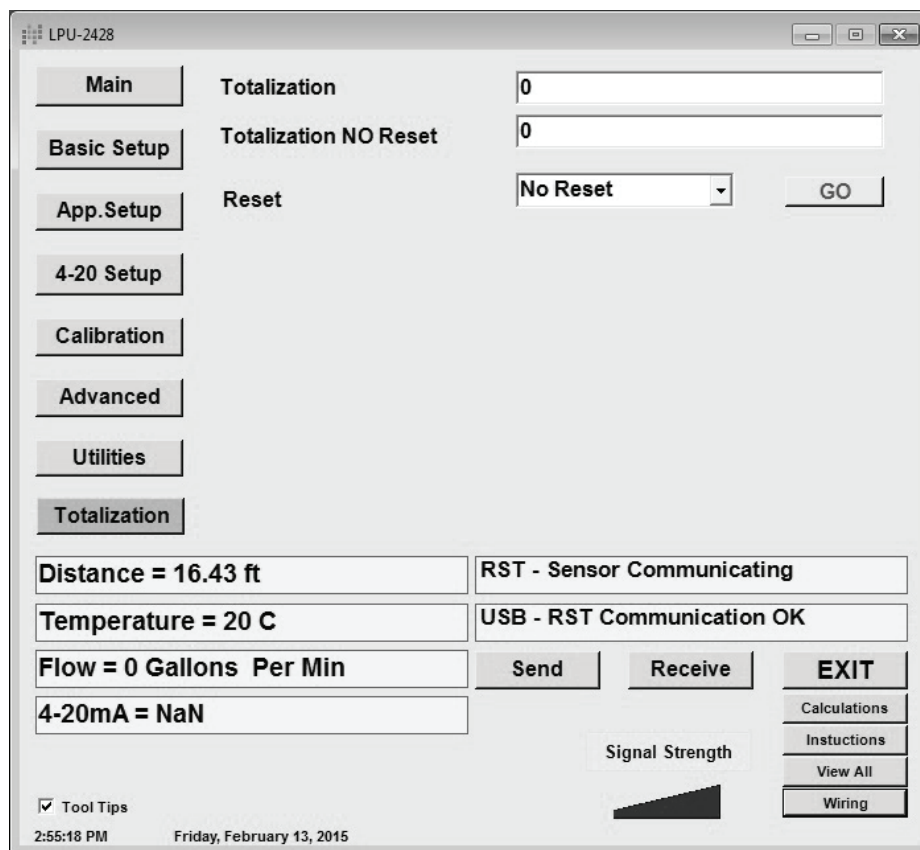 LPU-2428
Main
Totalization
0
Basic Setup
Totalization NO Reset
0
App.Setup
Reset
No Reset
GO
4-20 Setup
Calibration
Advanced
Utilities
Totalization
Distance = 16.43 ft
RST - Sensor Communicating
Temperature = 20 C
USB - RST Communication OK
Flow = 0 Gallons  Per Min
Send
Receive
EXIT
4-20mA = NaN
Calculations
Instuctions
Signal Strength
View All
Tool Tips
Wiring
2:55:18 PM
Friday, February 13, 2015